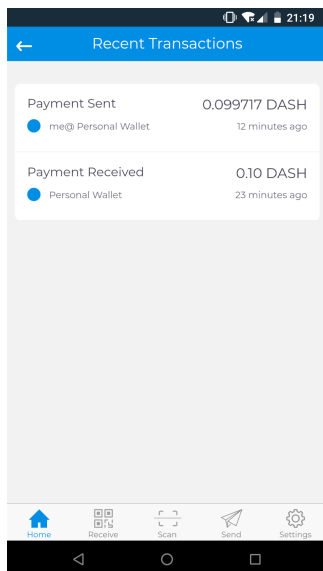 21:19
Recent Transactions
Payment Sent 0.099717 DASH
me@ Personal Wallet 12 minutes ago
Payment Received 0.10 DASH
Personal Wallet 23 minutes ago
Home Receive Scan Send Settings